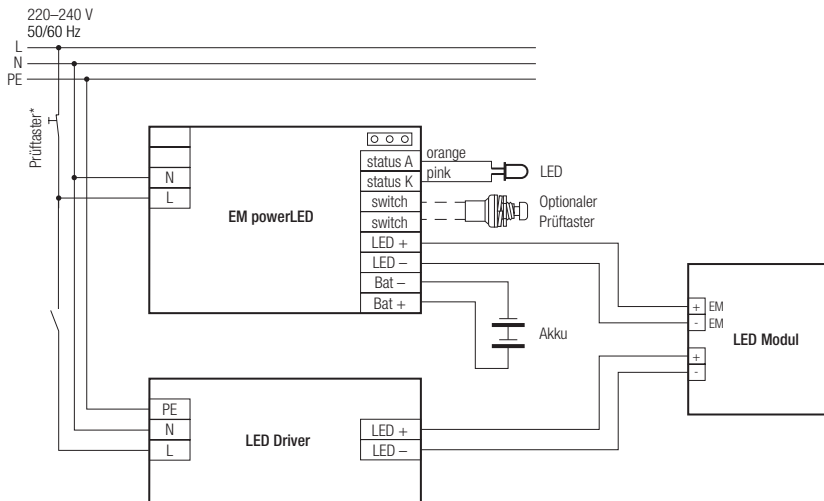 220–240 V
50/60 Hz
L
N
PE
Prüftaster*
EM powerLED
N
L
status A
status K
switch
switch
LED +
LED –
Bat –
Bat +
orange
pink
LED
Optionaler
Prüftaster
Akku
+ EM
- EM
+
-
LED Modul
LED Driver
PE
N
L
LED +
LED –